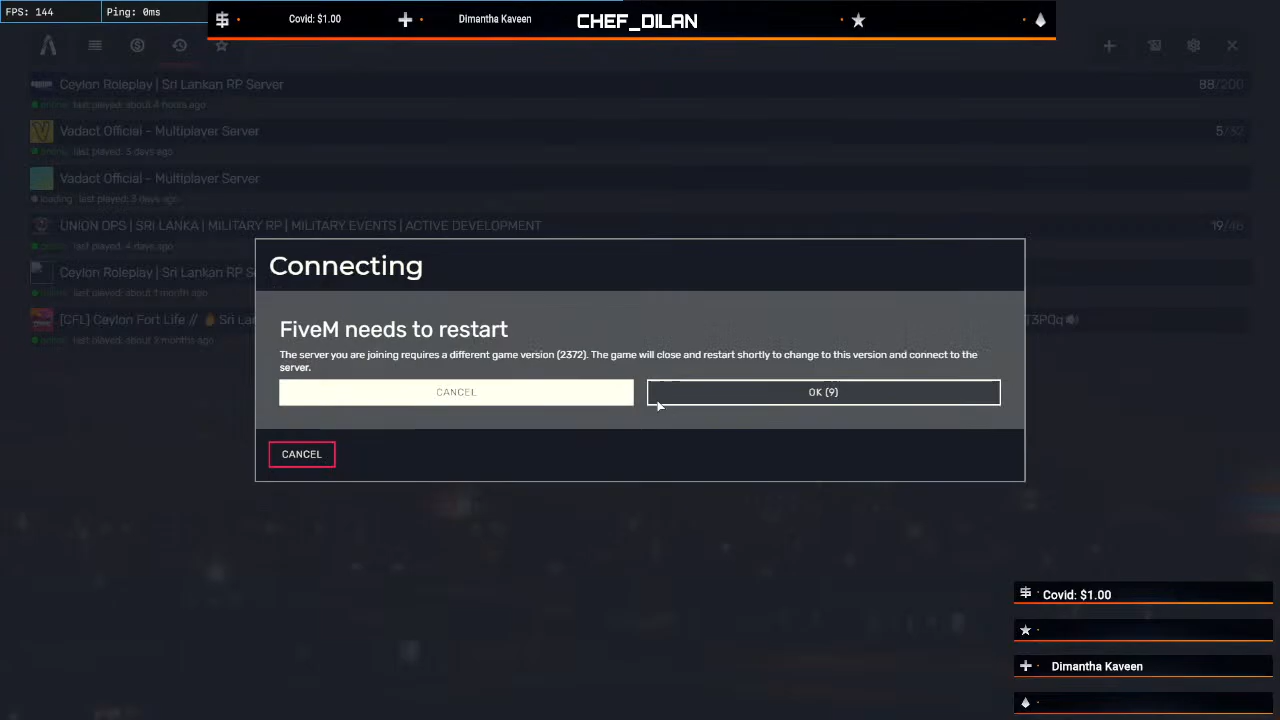 FPS: 144
Ping: 0ms
Covid: $1.00
Dimantha Kaveen
CHEF_DILAN
Ceylon Roleplay | Sri Lankan RP Server
88/200
online last played: about 4 hours ago
Vadact Official - Multiplayer Server
5/32
last played: 3 days ago
Vadact Official - Multiplayer Server
loading last played: 3 days ago
UNION OPS | SRI LANKA | MILITARY RP | MILITARY EVENTS | ACTIVE DEVELOPMENT
19/48
last played: 4 days ago
Ceylon Roleplay | Sri Lankan RP S
last played: about 1 month ago
[CFL] Ceylon Fort Life // Sri Lan
T3PQq
last played: about 2 months ago
Connecting
FiveM needs to restart
The server you are joining requires a different game version (2372). The game will close and restart shortly to change to this version and connect to the
server.
CANCEL
OK (9)
CANCEL
Covid: $1.00
Dimantha Kaveen